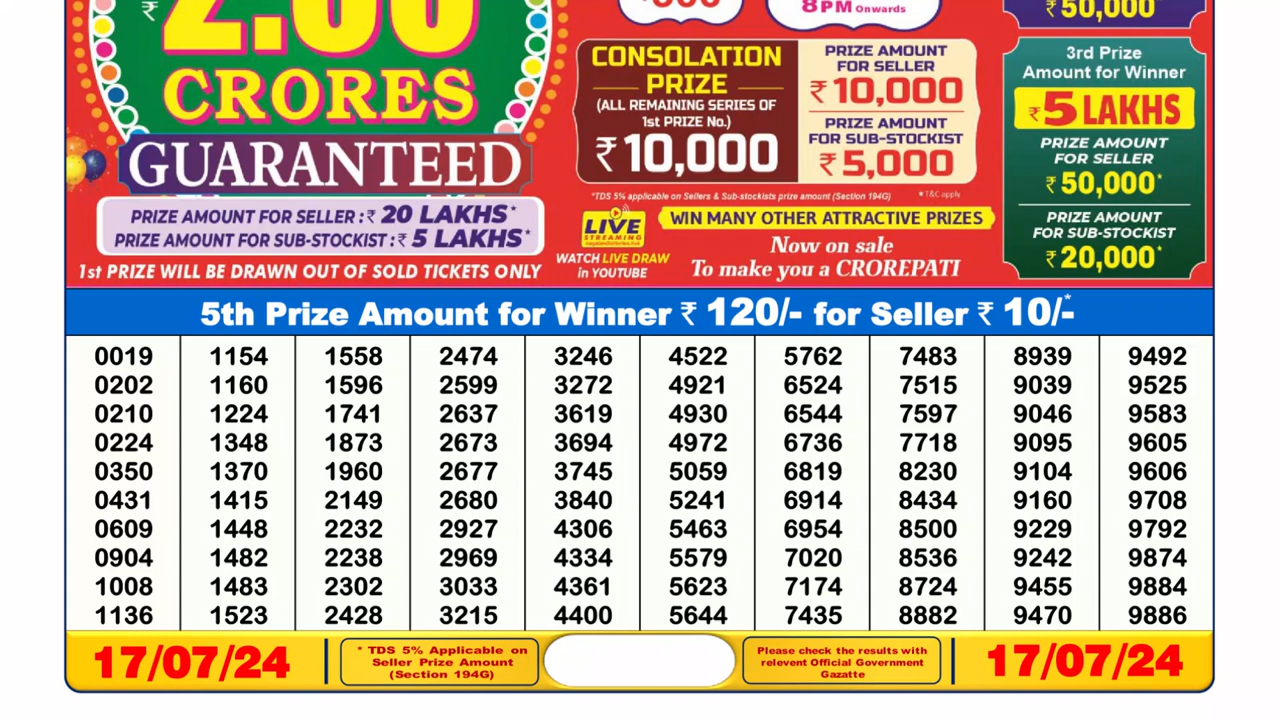 ₹ 2.00
CRORES
GUARANTEED
PRIZE AMOUNT FOR SELLER :₹ 20 LAKHS*
PRIZE AMOUNT FOR SUB-STOCKIST :₹ 5 LAKHS*
1st PRIZE WILL BE DRAWN OUT OF SOLD TICKETS ONLY
8PM Onwards
CONSOLATION
PRIZE
(ALL REMAINING SERIES OF
1st PRIZE No.)
₹10,000
PRIZE AMOUNT
FOR SELLER
₹10,000
PRIZE AMOUNT
FOR SUB-STOCKIST
₹5,000
*TDS 5% applicable on Sellers & Sub-stockists prize amount (Section 194G) *T&C apply
LIVE
STREAMING
WATCH LIVE DRAW
in YOUTUBE
WIN MANY OTHER ATTRACTIVE PRIZES
Now on sale
To make you a CROREPATI
₹50,000*
3rd Prize
Amount for Winner
₹5 LAKHS
PRIZE AMOUNT
FOR SELLER
₹50,000*
PRIZE AMOUNT
FOR SUB-STOCKIST
₹20,000*
5th Prize Amount for Winner ₹ 120/- for Seller ₹ 10/-*
0019 1154 1558 2474 3246 4522 5762 7483 8939 9492
0202 1160 1596 2599 3272 4921 6524 7515 9039 9525
0210 1224 1741 2637 3619 4930 6544 7597 9046 9583
0224 1348 1873 2673 3694 4972 6736 7718 9095 9605
0350 1370 1960 2677 3745 5059 6819 8230 9104 9606
0431 1415 2149 2680 3840 5241 6914 8434 9160 9708
0609 1448 2232 2927 4306 5463 6954 8500 9229 9792
0904 1482 2238 2969 4334 5579 7020 8536 9242 9874
1008 1483 2302 3033 4361 5623 7174 8724 9455 9884
1136 1523 2428 3215 4400 5644 7435 8882 9470 9886
17/07/24
* TDS 5% Applicable on
Seller Prize Amount
(Section 194G)
Please check the results with
relevent Official Government
Gazatte
17/07/24